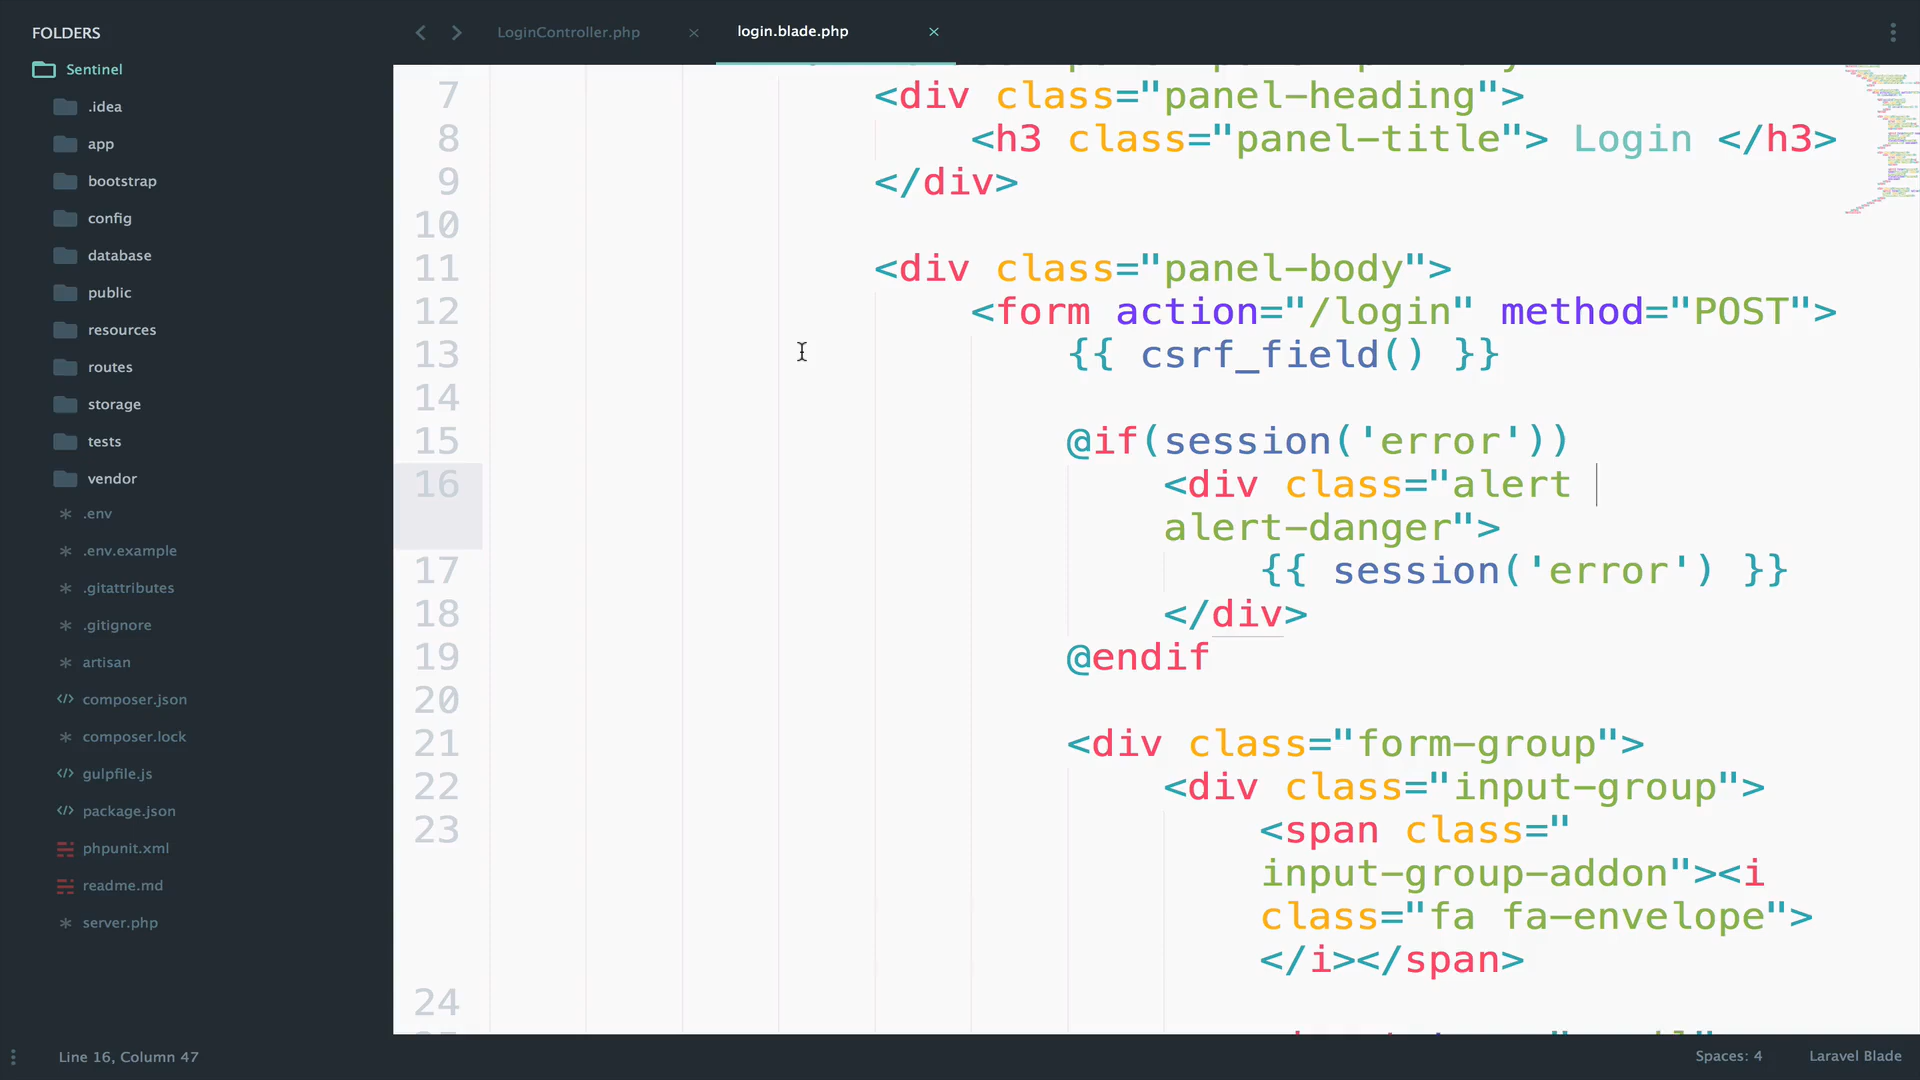 FOLDERS
Sentinel
.idea
app
bootstrap
config
database
public
resources
routes
storage
tests
vendor
.env
.env.example
.gitattributes
.gitignore
artisan
composer.json
composer.lock
gulpfile.js
package.json
phpunit.xml
readme.md
server.php
LoginController.php
login.blade.php
7 <div class="panel-heading">
8 <h3 class="panel-title"> Login </h3>
9 </div>
10
11 <div class="panel-body">
12 <form action="/login" method="POST">
13 {{ csrf_field() }}
14
15 @if(session('error'))
16 <div class="alert
alert-danger">
17 {{ session('error') }}
18 </div>
19 @endif
20
21 <div class="form-group">
22 <div class="input-group">
23 <span class="
input-group-addon"><i
class="fa fa-envelope">
</i></span>
24
Line 16, Column 47
Spaces: 4
Laravel Blade